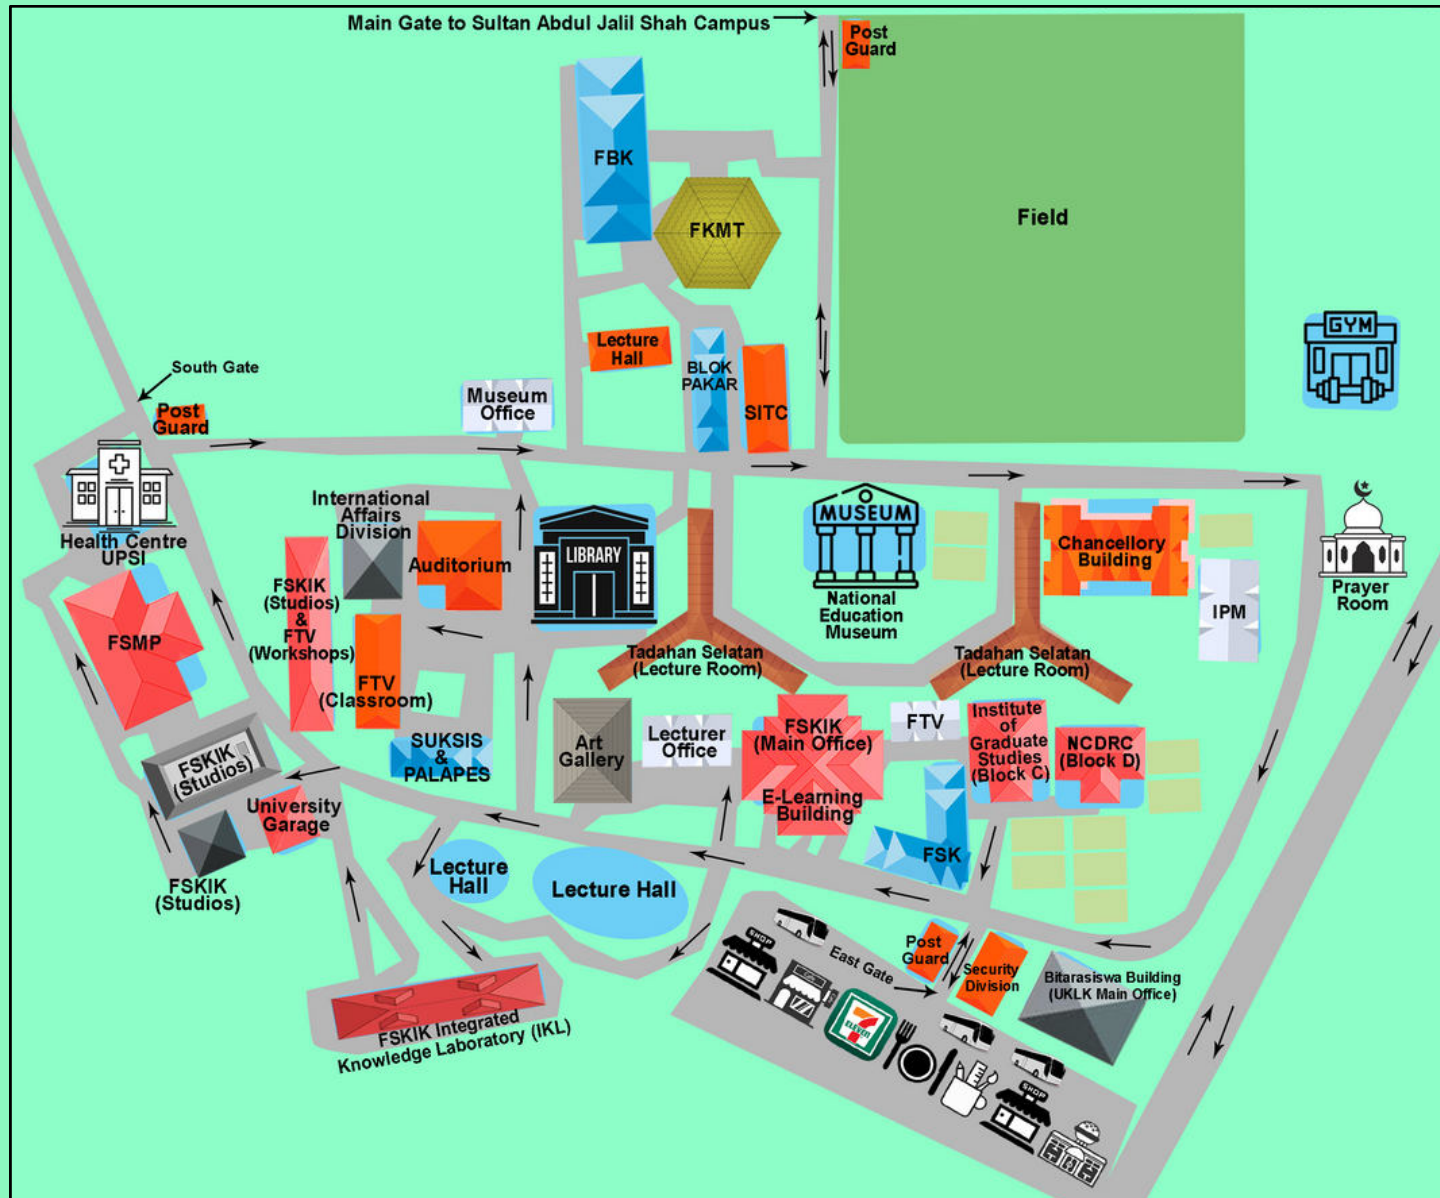 Main Gate to Sultan Abdul Jalil Shah Campus
Post
Guard
FBK
FKMT
Field
GYM
Lecture
Hall
BLOK
PAKAR
SITC
South Gate
Post
Guard
Museum
Office
Health Centre
UPSI
International
Affairs
Division
Auditorium
LIBRARY
MUSEUM
National
Education
Museum
Chancellory
Building
IPM
Prayer
Room
FSMP
FSKIK
(Studios)
&
FTV
(Workshops)
FTV
(Classroom)
Tadahan Selatan
(Lecture Room)
Tadahan Selatan
(Lecture Room)
SUKSIS
&
PALAPES
Art
Gallery
Lecturer
Office
FSKIK
(Main Office)
E-Learning
Building
FTV
Institute
of
Graduate
Studies
(Block C)
NCDRC
(Block D)
FSKIK
(Studios)
University
Garage
FSKIK
(Studios)
FSK
Lecture
Hall
Lecture Hall
Post
Guard
East Gate
Security
Division
Bitarasiswa Building
(UKLK Main Office)
SHOP
7
ELEVEN
SHOP
FSKIK Integrated
Knowledge Laboratory (IKL)